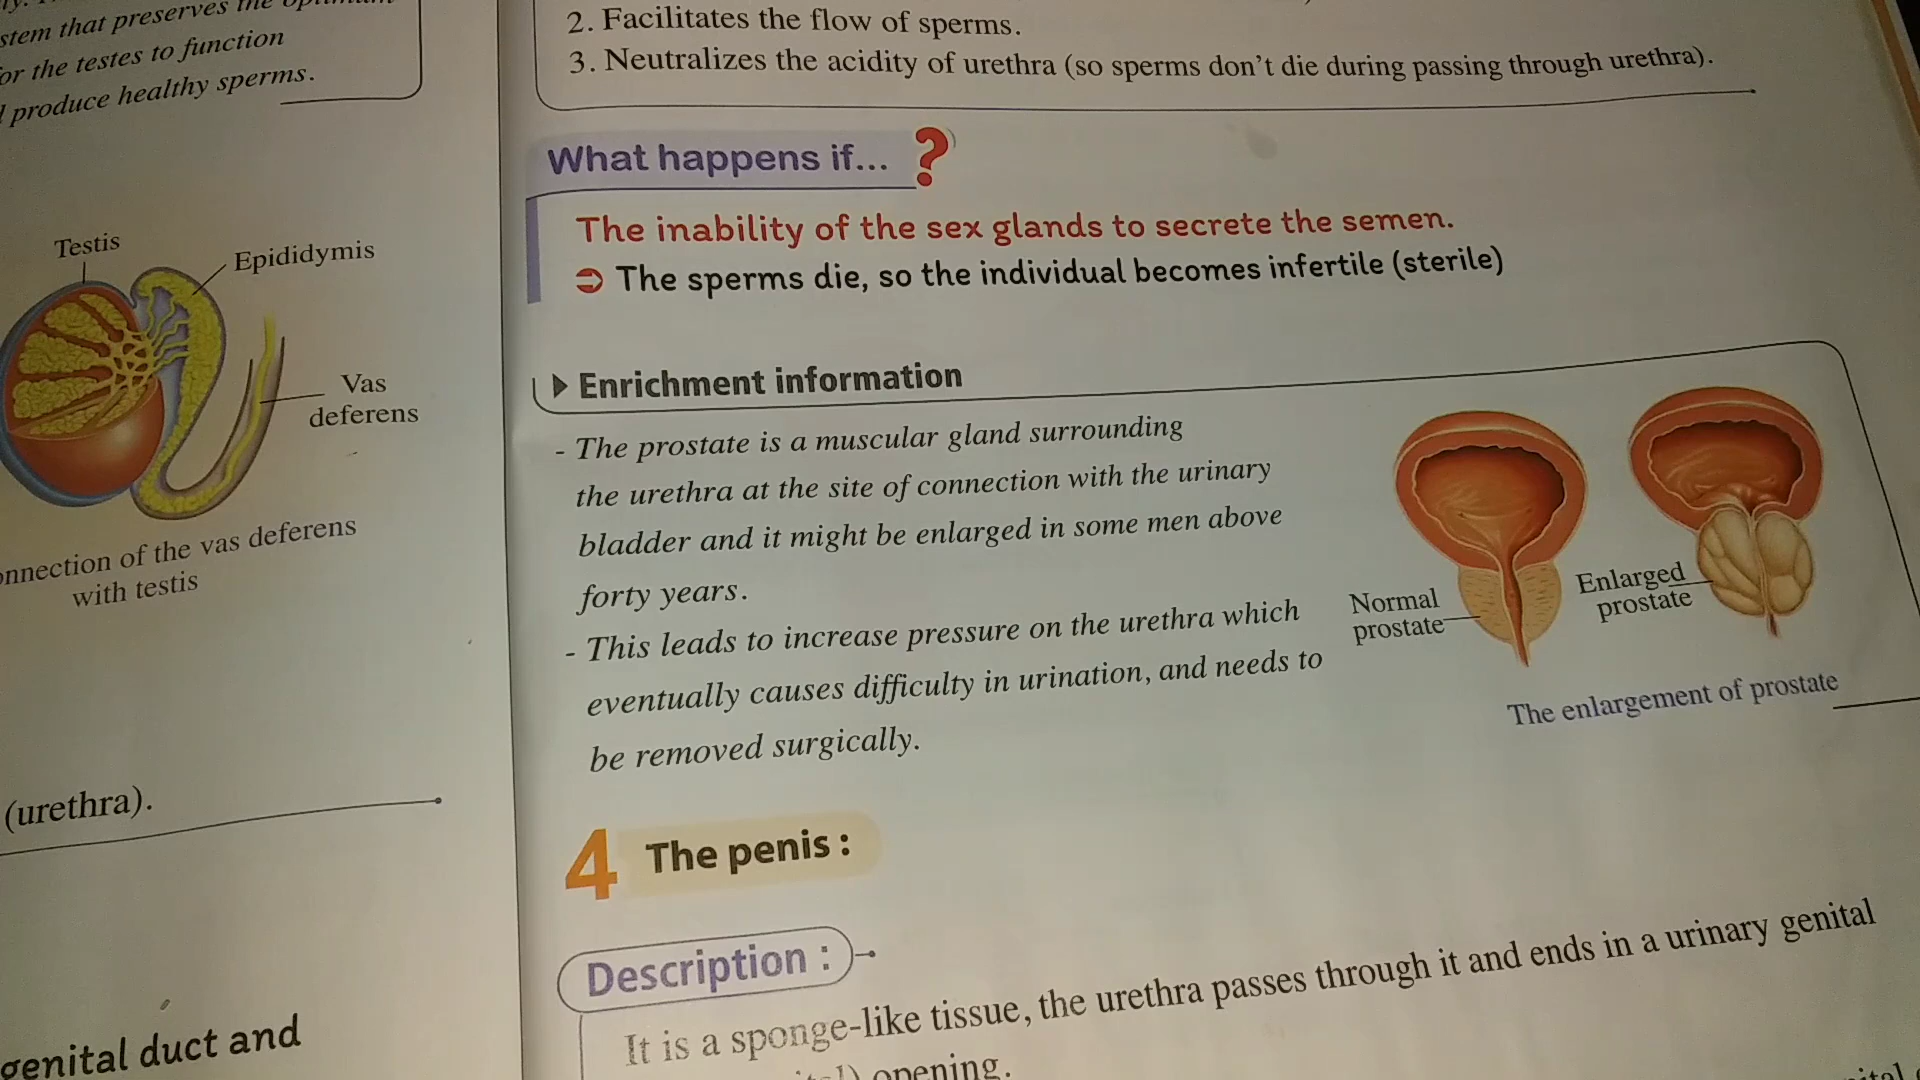 stem that preserves the
or the testes to function
produce healthy sperms.
Testis
Epididymis
Vas
deferens
connection of the vas deferens
with testis
(urethra).
genital duct and
2. Facilitates the flow of sperms.
3. Neutralizes the acidity of urethra (so sperms don't die during passing through urethra).
What happens if... ?
The inability of the sex glands to secrete the semen.
➲ The sperms die, so the individual becomes infertile (sterile)
Enrichment information
- The prostate is a muscular gland surrounding
the urethra at the site of connection with the urinary
bladder and it might be enlarged in some men above
forty years.
- This leads to increase pressure on the urethra which
eventually causes difficulty in urination, and needs to
be removed surgically.
Normal
prostate
Enlarged
prostate
The enlargement of prostate
4 The penis :
Description :
It is a sponge-like tissue, the urethra passes through it and ends in a urinary genital
opening.